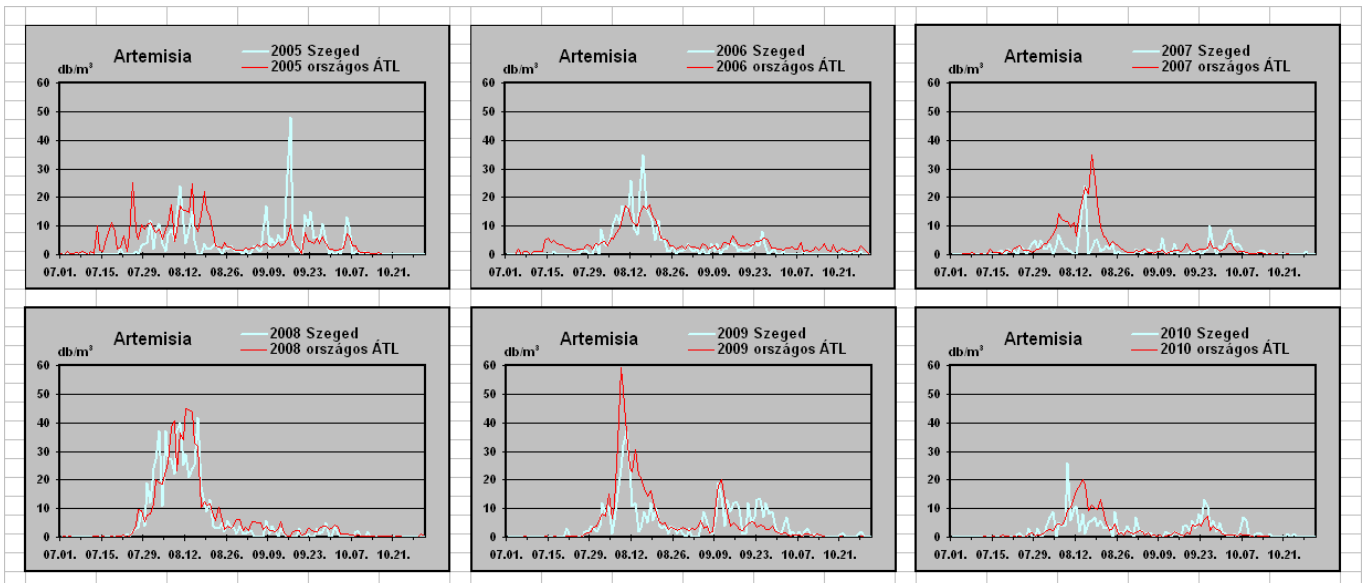 Artemisia
2005 Szeged
2005 országos ÁTL
db/m³
60
50
40
30
20
10
0
07.01. 07.15. 07.29. 08.12. 08.26. 09.09. 09.23. 10.07. 10.21.
Artemisia
2006 Szeged
2006 országos ÁTL
db/m³
60
50
40
30
20
10
0
07.01. 07.15. 07.29. 08.12. 08.26. 09.09. 09.23. 10.07. 10.21.
Artemisia
2007 Szeged
2007 országos ÁTL
db/m³
60
50
40
30
20
10
0
07.01. 07.15. 07.29. 08.12. 08.26. 09.09. 09.23. 10.07. 10.21.
Artemisia
2008 Szeged
2008 országos ÁTL
db/m³
60
50
40
30
20
10
0
07.01. 07.15. 07.29. 08.12. 08.26. 09.09. 09.23. 10.07. 10.21.
Artemisia
2009 Szeged
2009 országos ÁTL
db/m³
60
50
40
30
20
10
0
07.01. 07.15. 07.29. 08.12. 08.26. 09.09. 09.23. 10.07. 10.21.
Artemisia
2010 Szeged
2010 országos ÁTL
db/m³
60
50
40
30
20
10
0
07.01. 07.15. 07.29. 08.12. 08.26. 09.09. 09.23. 10.07. 10.21.